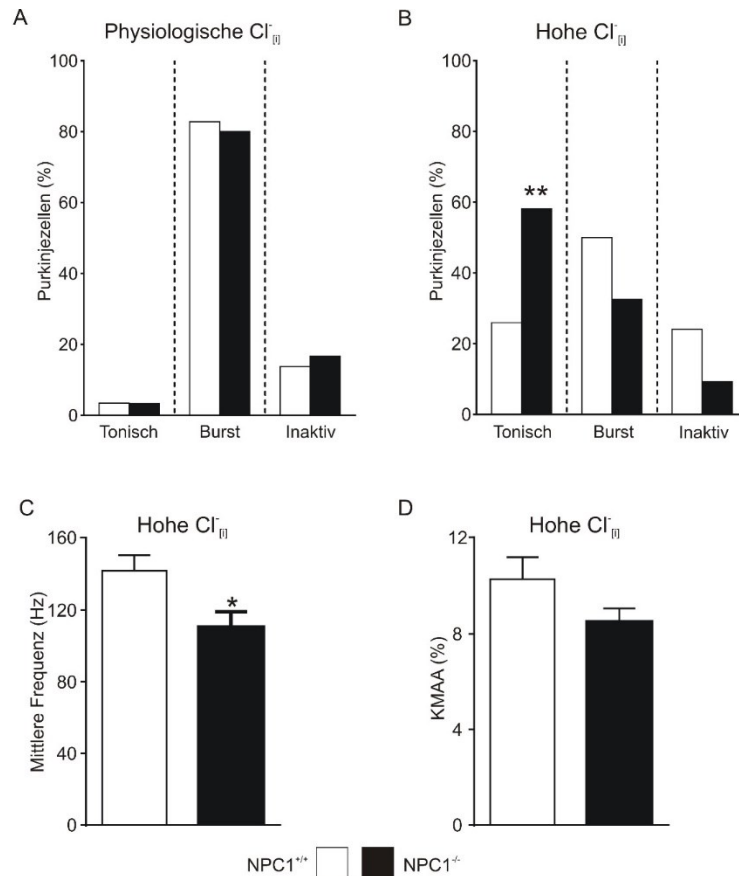 A
Physiologische Cl⁻[i]
Purkinjezellen (%)
100
80
60
40
20
0
Tonisch
Burst
Inaktiv
B
Hohe Cl⁻[i]
Purkinjezellen (%)
100
80
60
40
20
0
**
Tonisch
Burst
Inaktiv
C
Hohe Cl⁻[i]
Mittlere Frequenz (Hz)
160
120
80
40
0
*
D
Hohe Cl⁻[i]
KMAA (%)
12
8
4
0
NPC1⁺/⁺
NPC1⁻/⁻